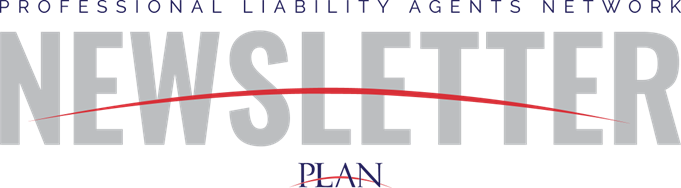 PROFESSIONAL LIABILITY AGENTS NETWORK
NEWSLETTER
PLAN